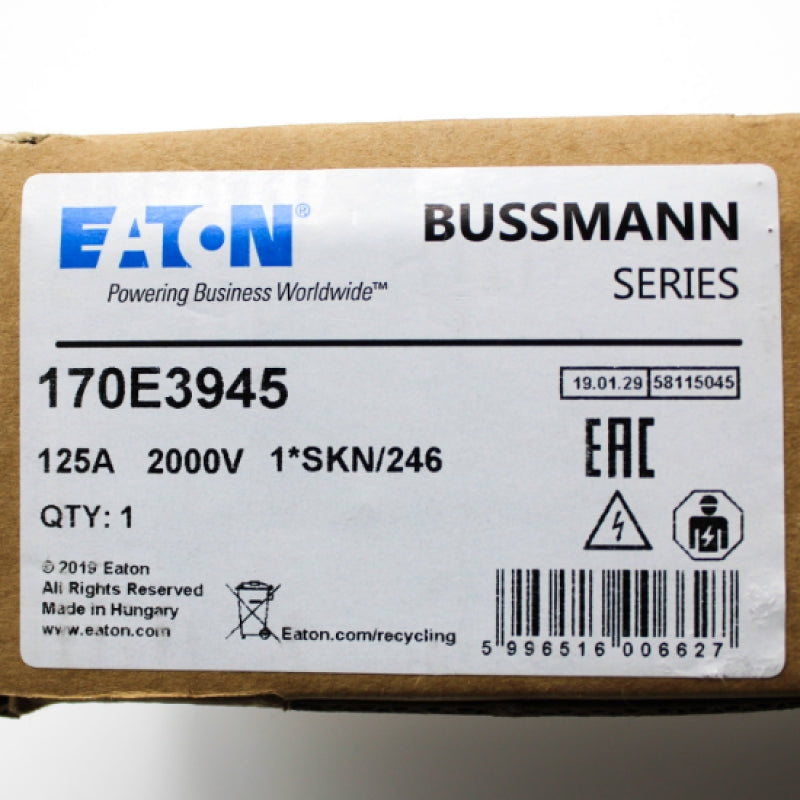 EATON®
Powering Business Worldwide™
BUSSMANN
SERIES
170E3945
19.01.29 58115045
125A 2000V 1*SKN/246
EAC
QTY: 1
© 2019 Eaton
All Rights Reserved
Made in Hungary
www.eaton.com
Eaton.com/recycling
5 996516 006627